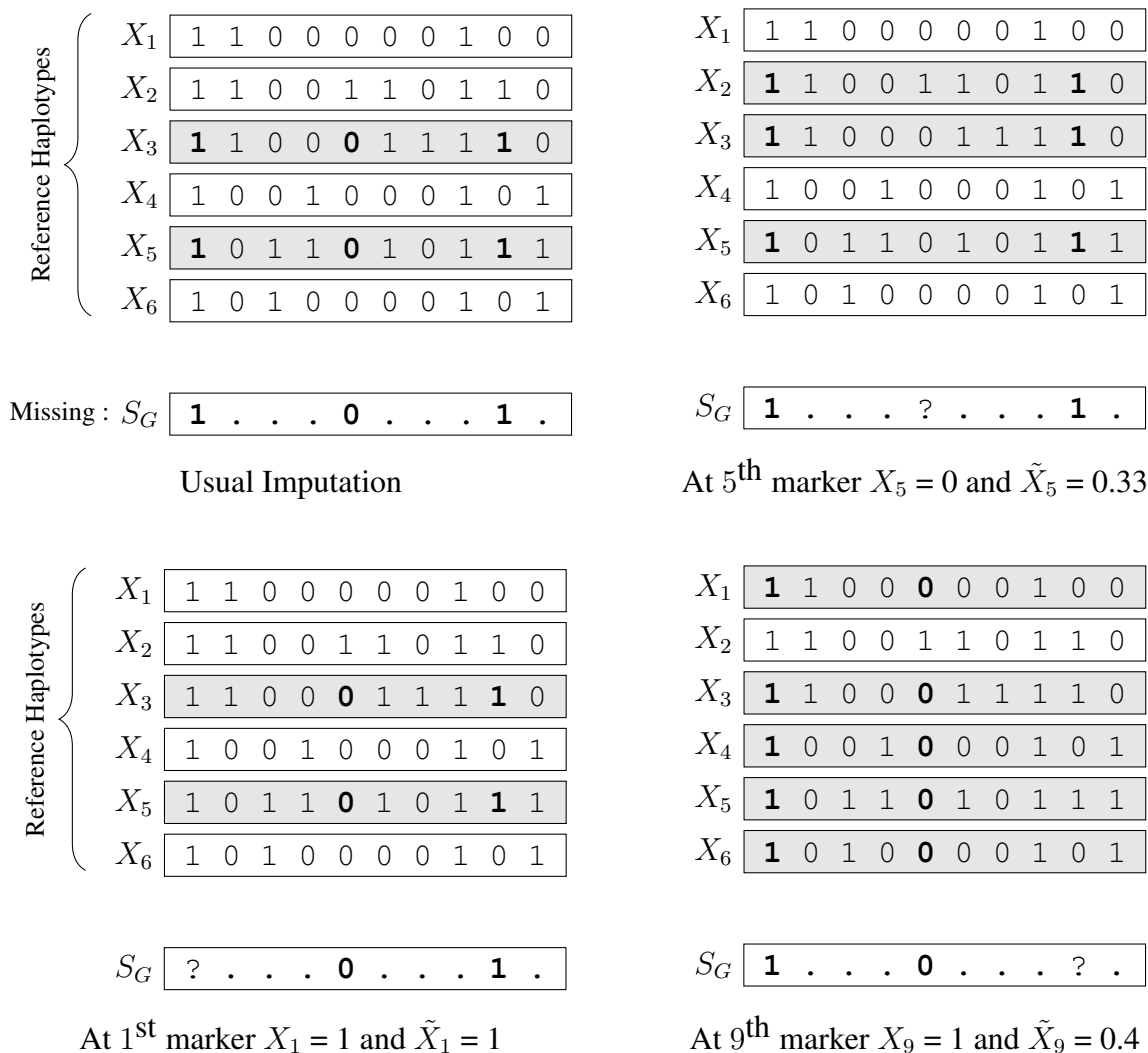 Reference Haplotypes
X₁ 1 1 0 0 0 0 0 1 0 0
X₂ 1 1 0 0 1 1 0 1 1 0
X₃ 1 1 0 0 0 1 1 1 1 0
X₄ 1 0 0 1 0 0 0 1 0 1
X₅ 1 0 1 1 0 1 0 1 1 1
X₆ 1 0 1 0 0 0 0 1 0 1
Missing : S_G 1 . . . 0 . . . 1 .
Usual Imputation
X₁ 1 1 0 0 0 0 0 1 0 0
X₂ 1 1 0 0 1 1 0 1 1 0
X₃ 1 1 0 0 0 1 1 1 1 0
X₄ 1 0 0 1 0 0 0 1 0 1
X₅ 1 0 1 1 0 1 0 1 1 1
X₆ 1 0 1 0 0 0 0 1 0 1
S_G 1 . . . ? . . . 1 .
At 5th marker X₅ = 0 and X̃₅ = 0.33
Reference Haplotypes
X₁ 1 1 0 0 0 0 0 1 0 0
X₂ 1 1 0 0 1 1 0 1 1 0
X₃ 1 1 0 0 0 1 1 1 1 0
X₄ 1 0 0 1 0 0 0 1 0 1
X₅ 1 0 1 1 0 1 0 1 1 1
X₆ 1 0 1 0 0 0 0 1 0 1
S_G ? . . . 0 . . . 1 .
At 1st marker X₁ = 1 and X̃₁ = 1
X₁ 1 1 0 0 0 0 0 1 0 0
X₂ 1 1 0 0 1 1 0 1 1 0
X₃ 1 1 0 0 0 1 1 1 1 0
X₄ 1 0 0 1 0 0 0 1 0 1
X₅ 1 0 1 1 0 1 0 1 1 1
X₆ 1 0 1 0 0 0 0 1 0 1
S_G 1 . . . 0 . . . ? .
At 9th marker X₉ = 1 and X̃₉ = 0.4